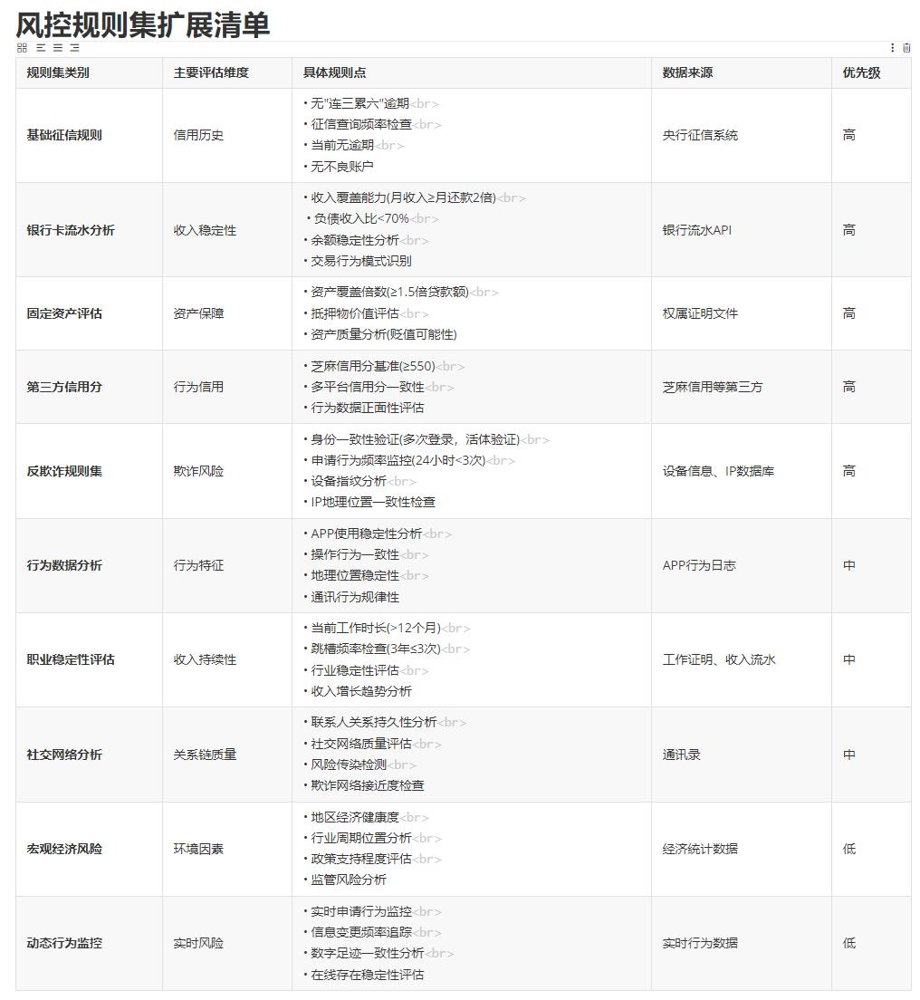 风控规则集扩展清单
规则集类别 主要评估维度 具体规则点 数据来源 优先级
• 无"连三累六"逾期<br>
• 征信查询频率检查<br>
基础征信规则 信用历史 央行征信系统 高
• 当前无逾期<br>
• 无不良账户
• 收入覆盖能力(月收入≥月还款2倍)<br>
• 负债收入比<70%<br>
银行卡流水分析 收入稳定性 银行流水API 高
• 余额稳定性分析<br>
• 交易行为模式识别
• 资产覆盖倍数(≥1.5倍贷款额)<br>
固定资产评估 资产保障 • 抵押物价值评估<br> 权属证明文件 高
• 资产质量分析(贬值可能性)
• 芝麻信用分基准(≥550)<br>
第三方信用分 行为信用 • 多平台信用分一致性<br> 芝麻信用等第三方 高
• 行为数据正面性评估
• 身份一致性验证(多次登录，活体验证)<br>
• 申请行为频率监控(24小时<3次)<br>
反欺诈规则集 欺诈风险 设备信息、IP数据库 高
• 设备指纹分析<br>
• IP地理位置一致性检查
• APP使用稳定性分析<br>
• 操作行为一致性<br>
行为数据分析 行为特征 APP行为日志 中
• 地理位置稳定性<br>
• 通讯行为规律性
• 当前工作时长(>12个月)<br>
• 跳槽频率检查(3年≤3次)<br>
职业稳定性评估 收入持续性 工作证明、收入流水 中
• 行业稳定性评估<br>
• 收入增长趋势分析
• 联系人关系持久性分析<br>
• 社交网络质量评估<br>
社交网络分析 关系链质量 通讯录 中
• 风险传染检测<br>
• 欺诈网络接近度检查
• 地区经济健康度<br>
• 行业周期位置分析<br>
宏观经济风险 环境因素 经济统计数据 低
• 政策支持程度评估<br>
• 监管风险分析
• 实时申请行为监控<br>
• 信息变更频率追踪<br>
动态行为监控 实时风险 实时行为数据 低
• 数字足迹一致性分析<br>
• 在线存在稳定性评估